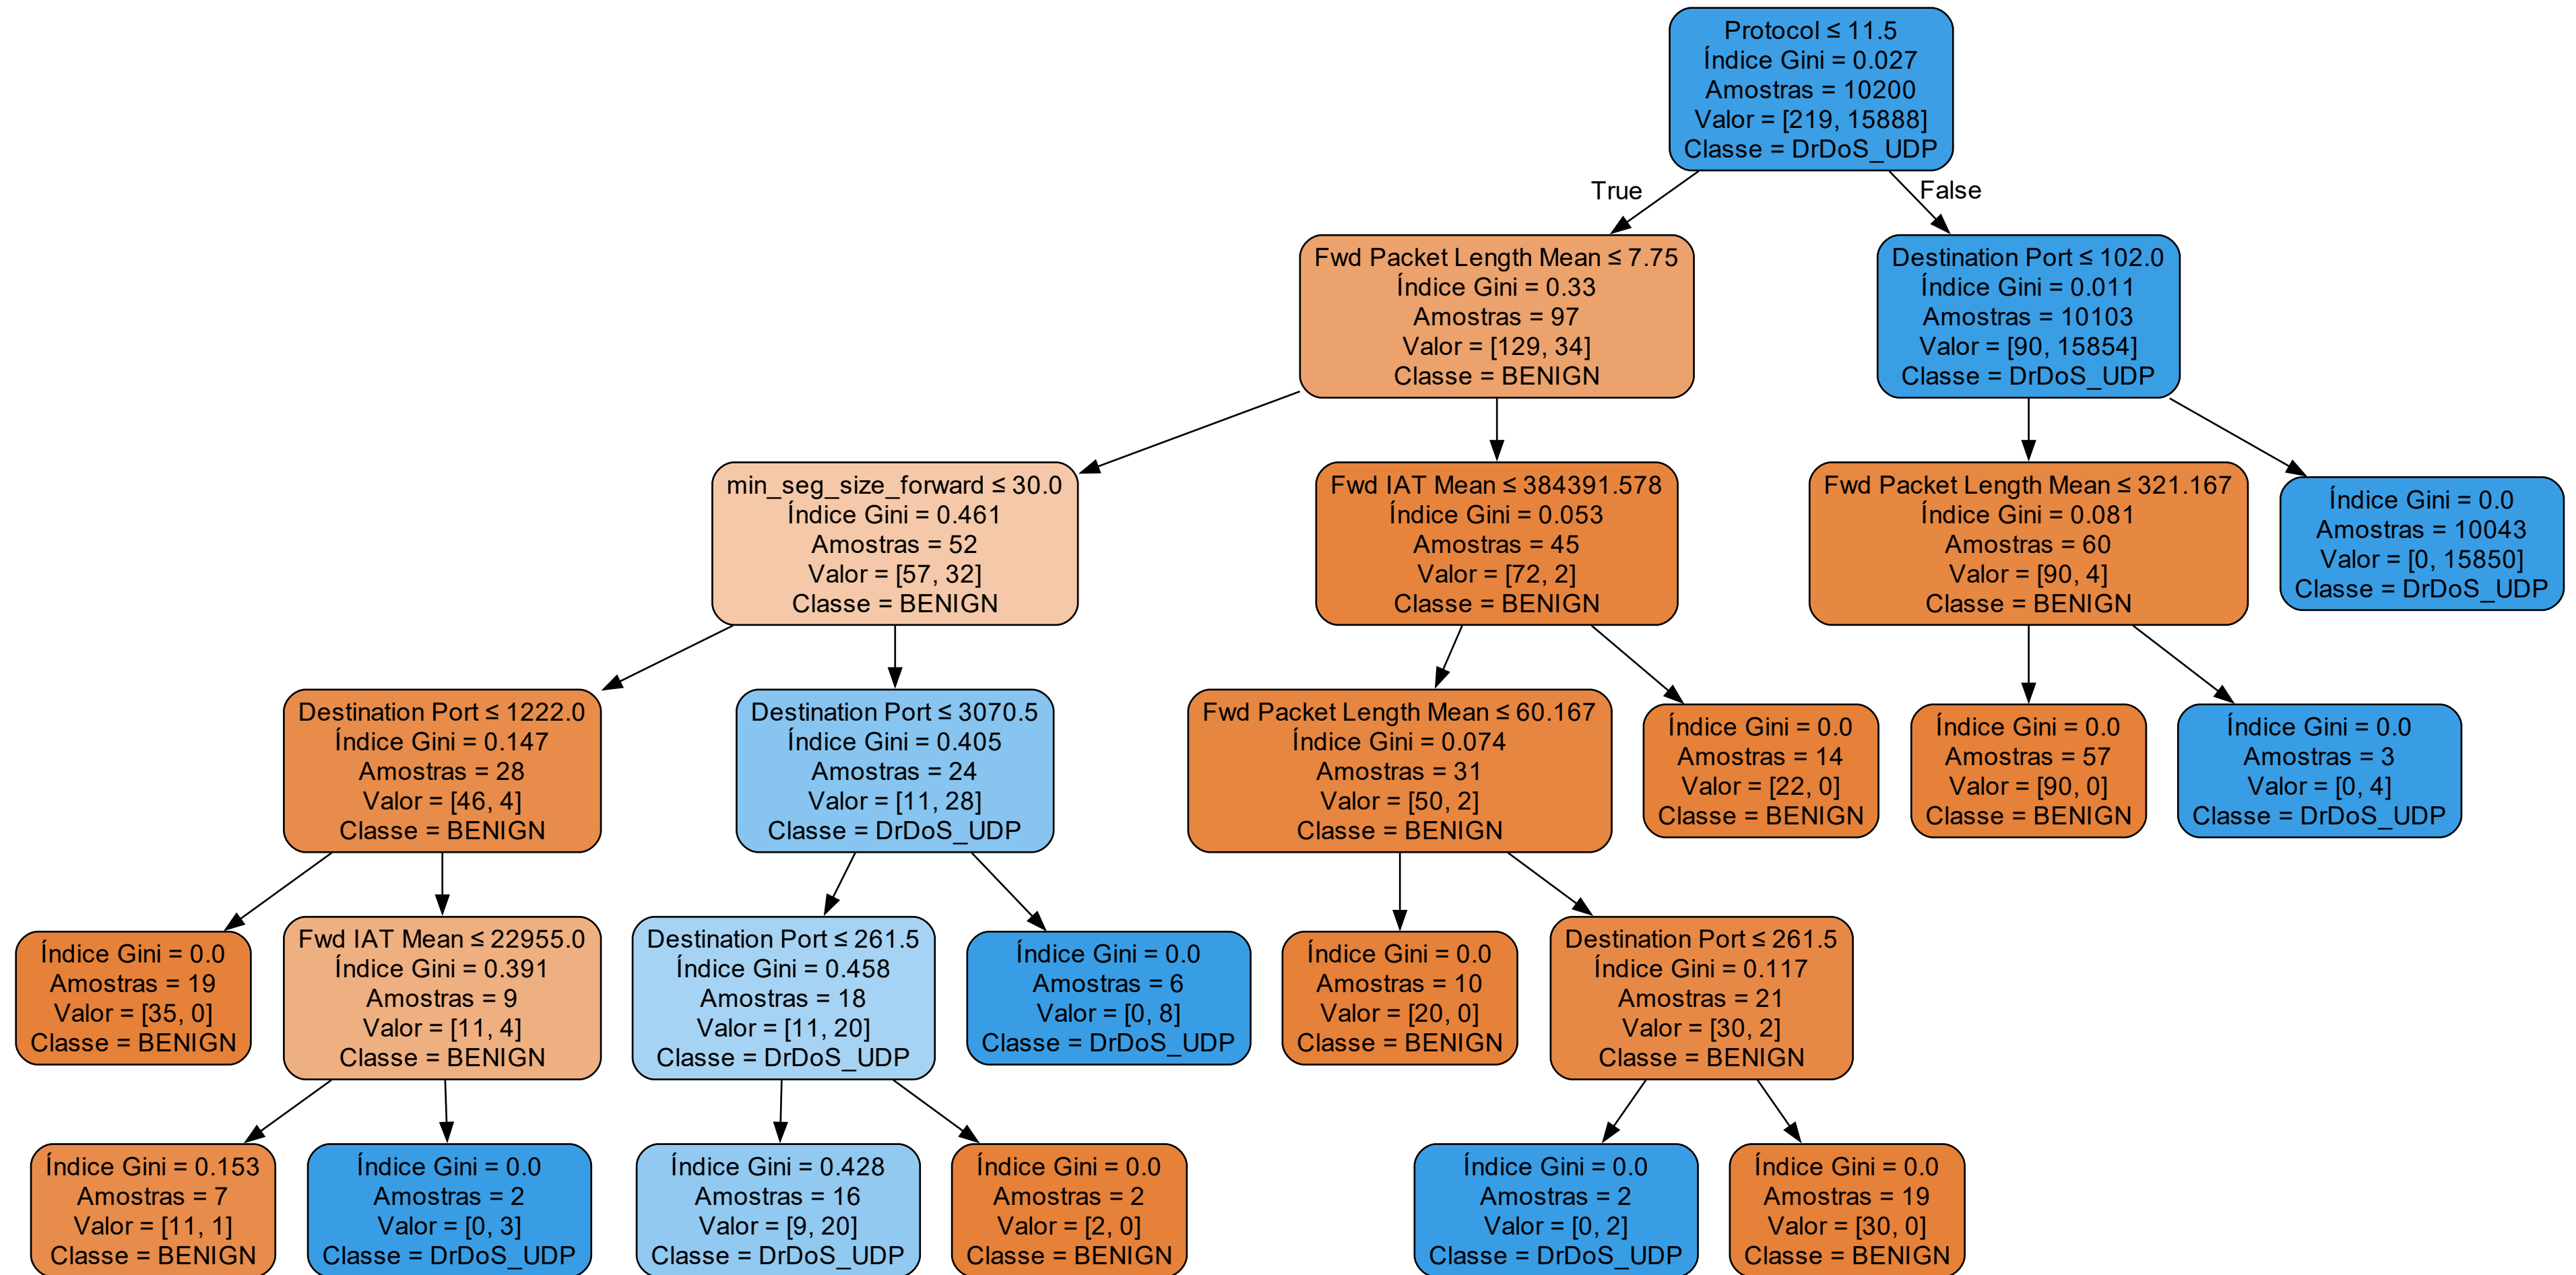 Protocol ≤ 11.5
Índice Gini = 0.027
Amostras = 10200
Valor = [219, 15888]
Classe = DrDoS_UDP
True
False
Fwd Packet Length Mean ≤ 7.75
Índice Gini = 0.33
Amostras = 97
Valor = [129, 34]
Classe = BENIGN
Destination Port ≤ 102.0
Índice Gini = 0.011
Amostras = 10103
Valor = [90, 15854]
Classe = DrDoS_UDP
min_seg_size_forward ≤ 30.0
Índice Gini = 0.461
Amostras = 52
Valor = [57, 32]
Classe = BENIGN
Fwd IAT Mean ≤ 384391.578
Índice Gini = 0.053
Amostras = 45
Valor = [72, 2]
Classe = BENIGN
Fwd Packet Length Mean ≤ 321.167
Índice Gini = 0.081
Amostras = 60
Valor = [90, 4]
Classe = BENIGN
Índice Gini = 0.0
Amostras = 10043
Valor = [0, 15850]
Classe = DrDoS_UDP
Destination Port ≤ 1222.0
Índice Gini = 0.147
Amostras = 28
Valor = [46, 4]
Classe = BENIGN
Destination Port ≤ 3070.5
Índice Gini = 0.405
Amostras = 24
Valor = [11, 28]
Classe = DrDoS_UDP
Fwd Packet Length Mean ≤ 60.167
Índice Gini = 0.074
Amostras = 31
Valor = [50, 2]
Classe = BENIGN
Índice Gini = 0.0
Amostras = 14
Valor = [22, 0]
Classe = BENIGN
Índice Gini = 0.0
Amostras = 57
Valor = [90, 0]
Classe = BENIGN
Índice Gini = 0.0
Amostras = 3
Valor = [0, 4]
Classe = DrDoS_UDP
Índice Gini = 0.0
Amostras = 19
Valor = [35, 0]
Classe = BENIGN
Fwd IAT Mean ≤ 22955.0
Índice Gini = 0.391
Amostras = 9
Valor = [11, 4]
Classe = BENIGN
Destination Port ≤ 261.5
Índice Gini = 0.458
Amostras = 18
Valor = [11, 20]
Classe = DrDoS_UDP
Índice Gini = 0.0
Amostras = 6
Valor = [0, 8]
Classe = DrDoS_UDP
Índice Gini = 0.0
Amostras = 10
Valor = [20, 0]
Classe = BENIGN
Destination Port ≤ 261.5
Índice Gini = 0.117
Amostras = 21
Valor = [30, 2]
Classe = BENIGN
Índice Gini = 0.153
Amostras = 7
Valor = [11, 1]
Classe = BENIGN
Índice Gini = 0.0
Amostras = 2
Valor = [0, 3]
Classe = DrDoS_UDP
Índice Gini = 0.428
Amostras = 16
Valor = [9, 20]
Classe = DrDoS_UDP
Índice Gini = 0.0
Amostras = 2
Valor = [2, 0]
Classe = BENIGN
Índice Gini = 0.0
Amostras = 2
Valor = [0, 2]
Classe = DrDoS_UDP
Índice Gini = 0.0
Amostras = 19
Valor = [30, 0]
Classe = BENIGN